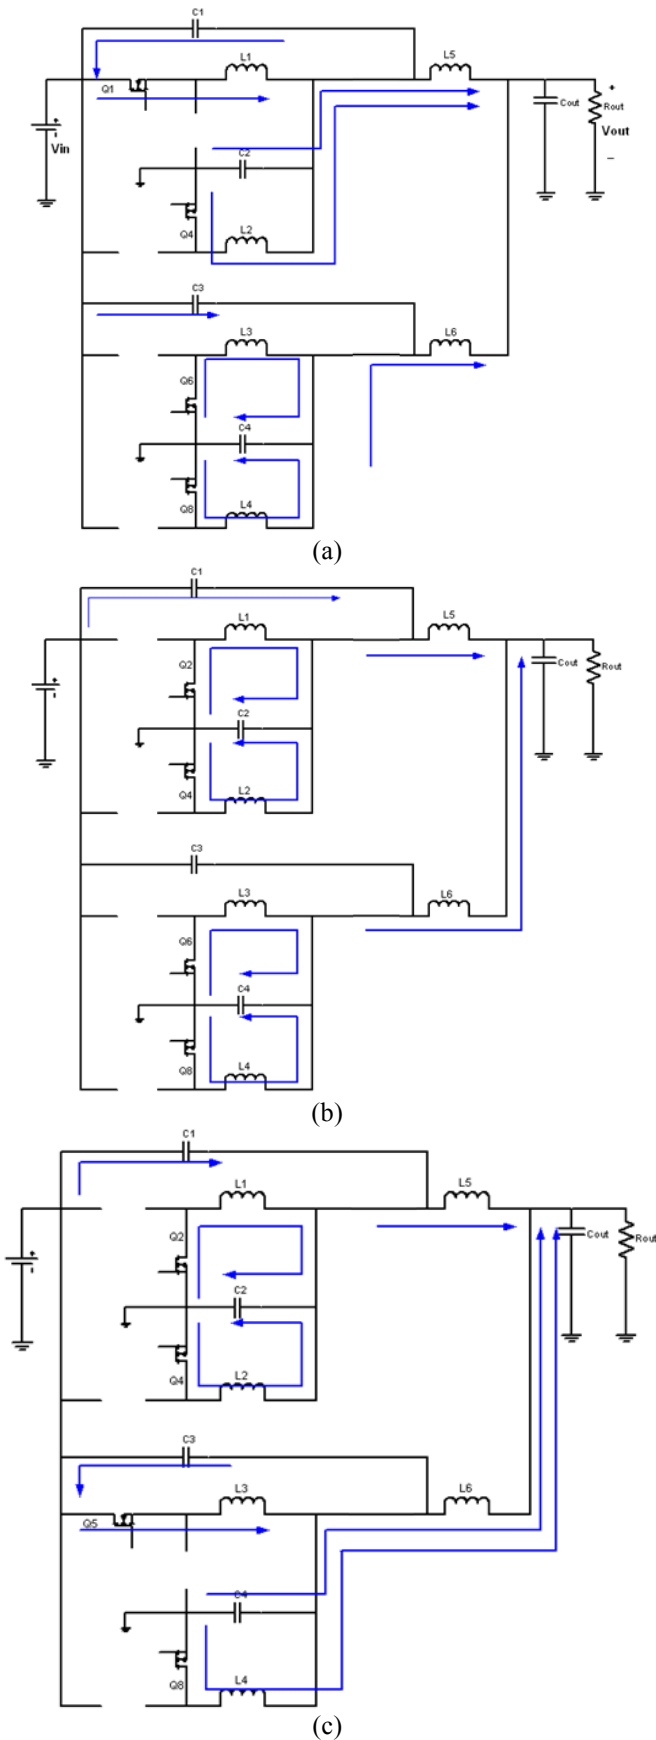 C1
L1 L5
Q1 Cout Rout
Vin + - + Vout -
C2
Q4 L2
C3
L3 L6
Q6
C4
Q8 L4
(a)
C1
L1 L5
Q2 Cout Rout
+ -
C2
Q4 L2
C3
L3 L6
Q6
C4
Q8 L4
(b)
C1
L1 L5
Q2 Cout Rout
+ -
C2
Q4 L2
C3
L3 L6
Q5
C4
Q8 L4
(c)